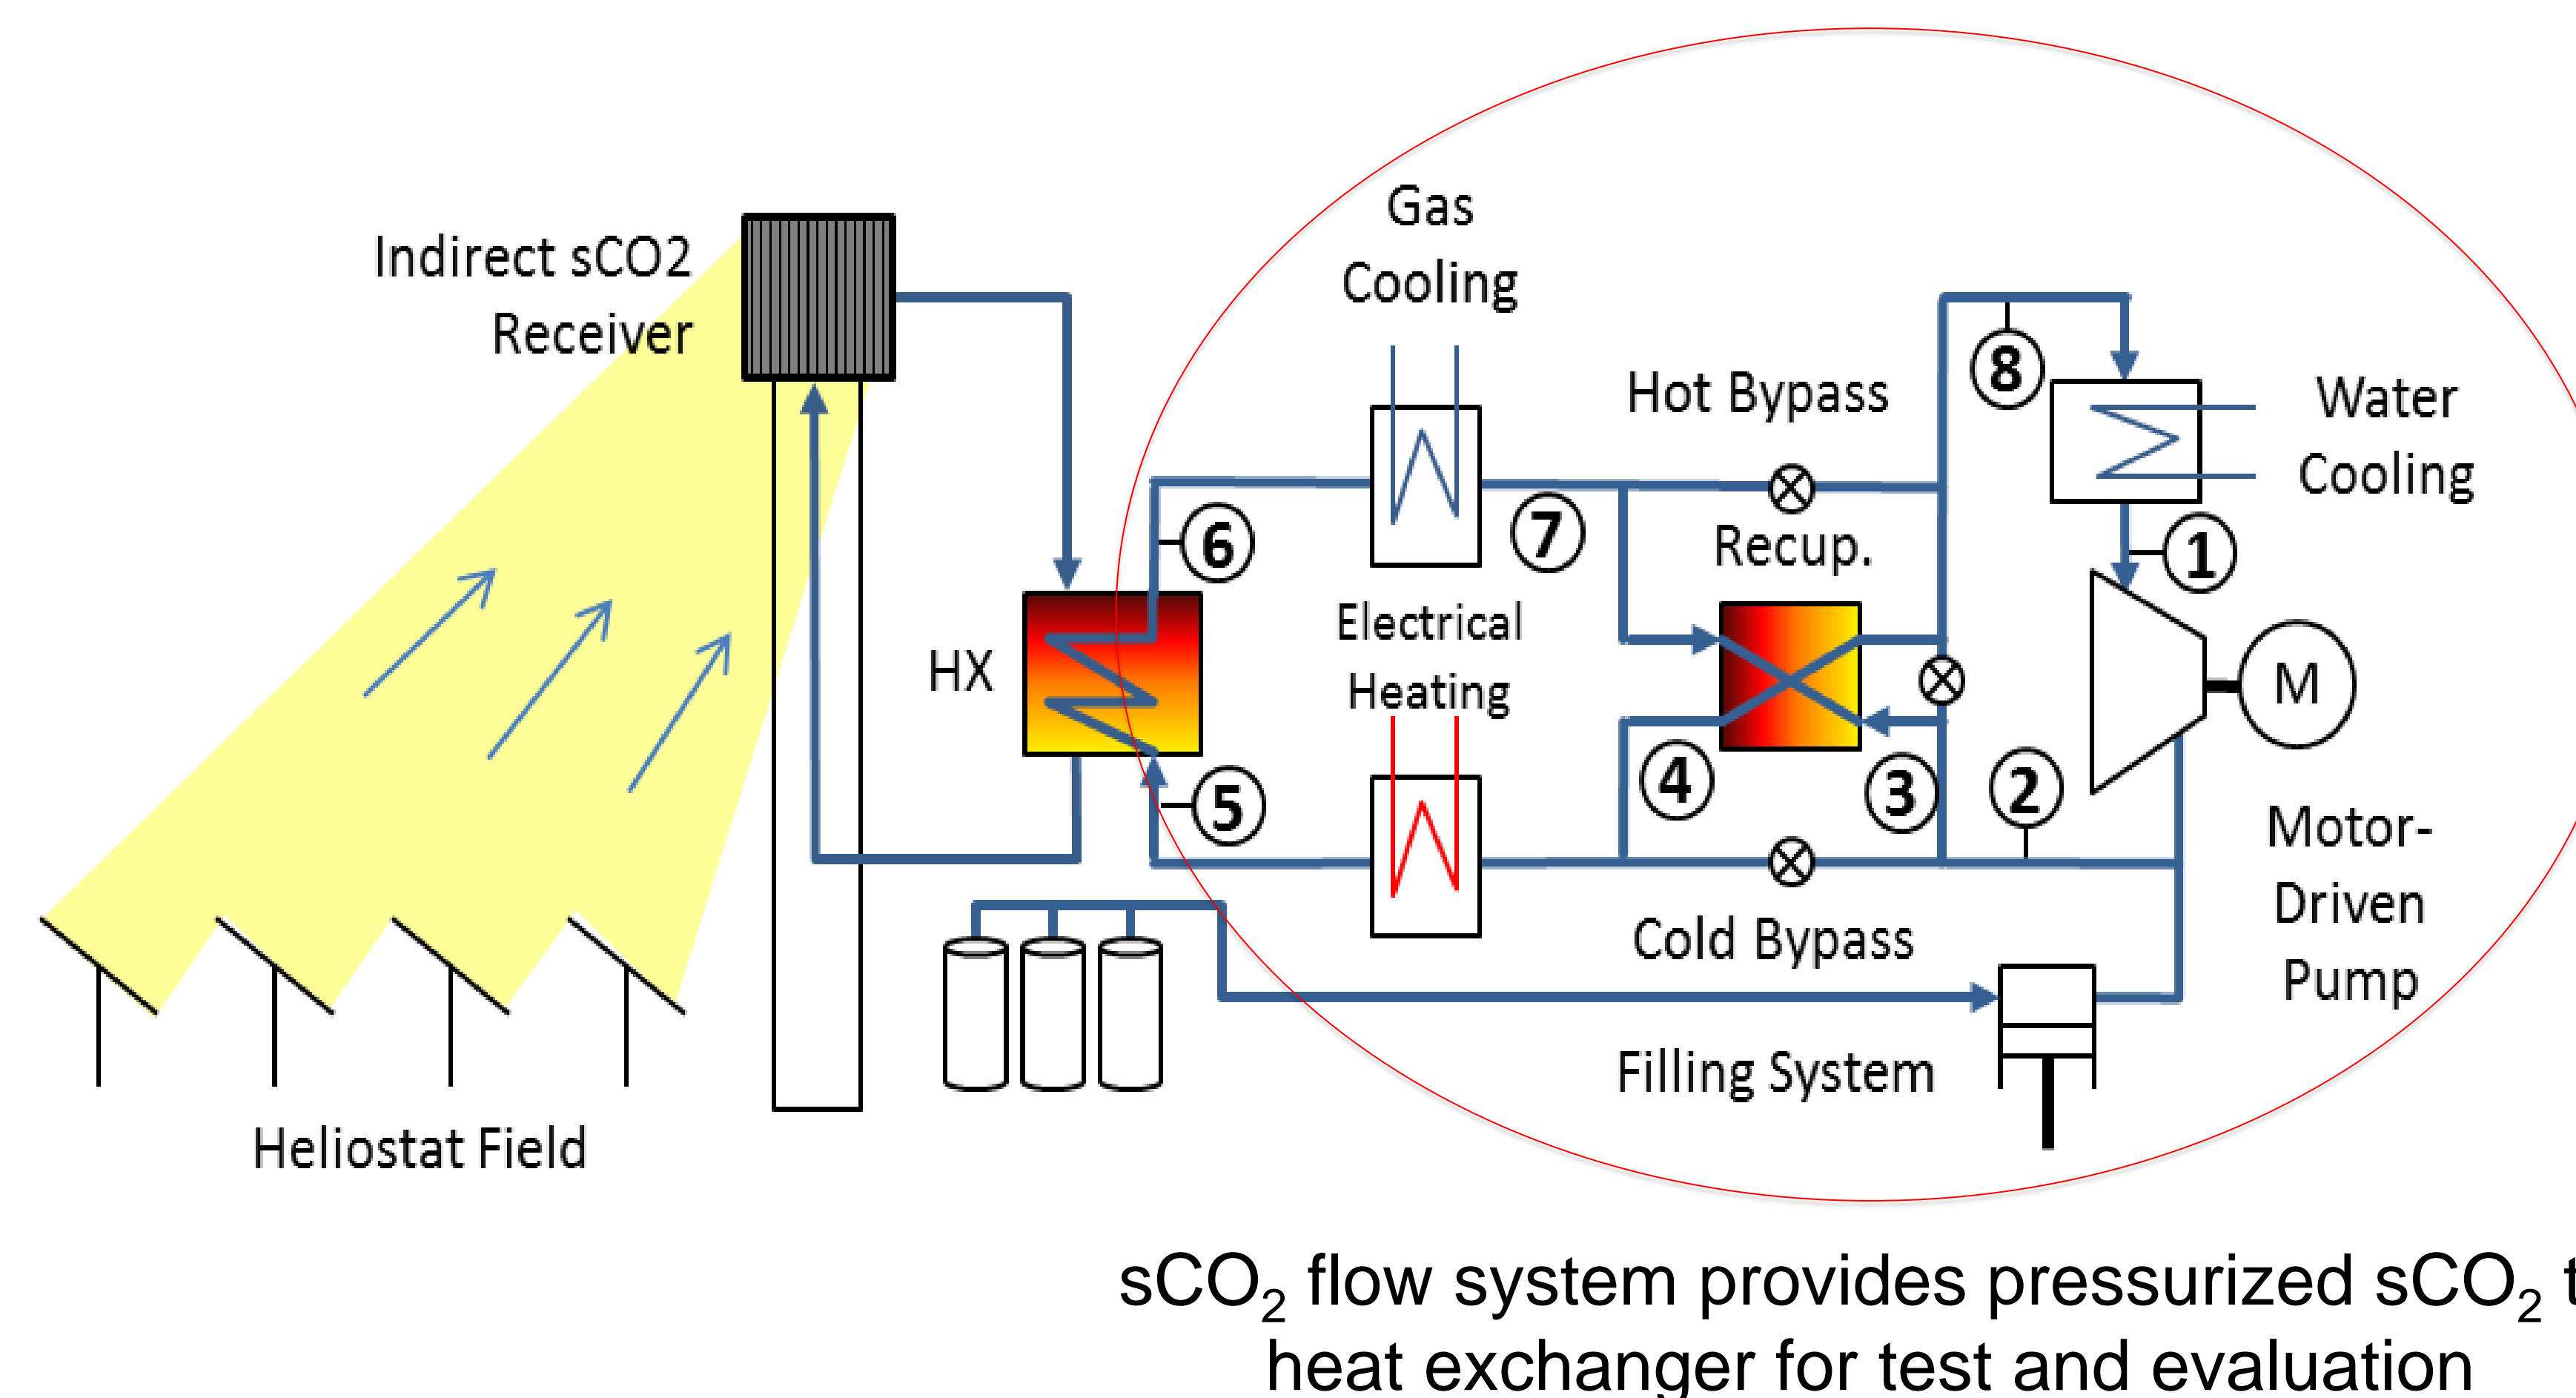 Indirect sCO2
Receiver
Gas
Cooling
Hot Bypass
8
Water
Cooling
6
7
Recup.
1
HX
Electrical
Heating
M
5
4
3
2
Motor-
Driven
Pump
Cold Bypass
Filling System
Heliostat Field
sCO₂ flow system provides pressurized sCO₂
heat exchanger for test and evaluation